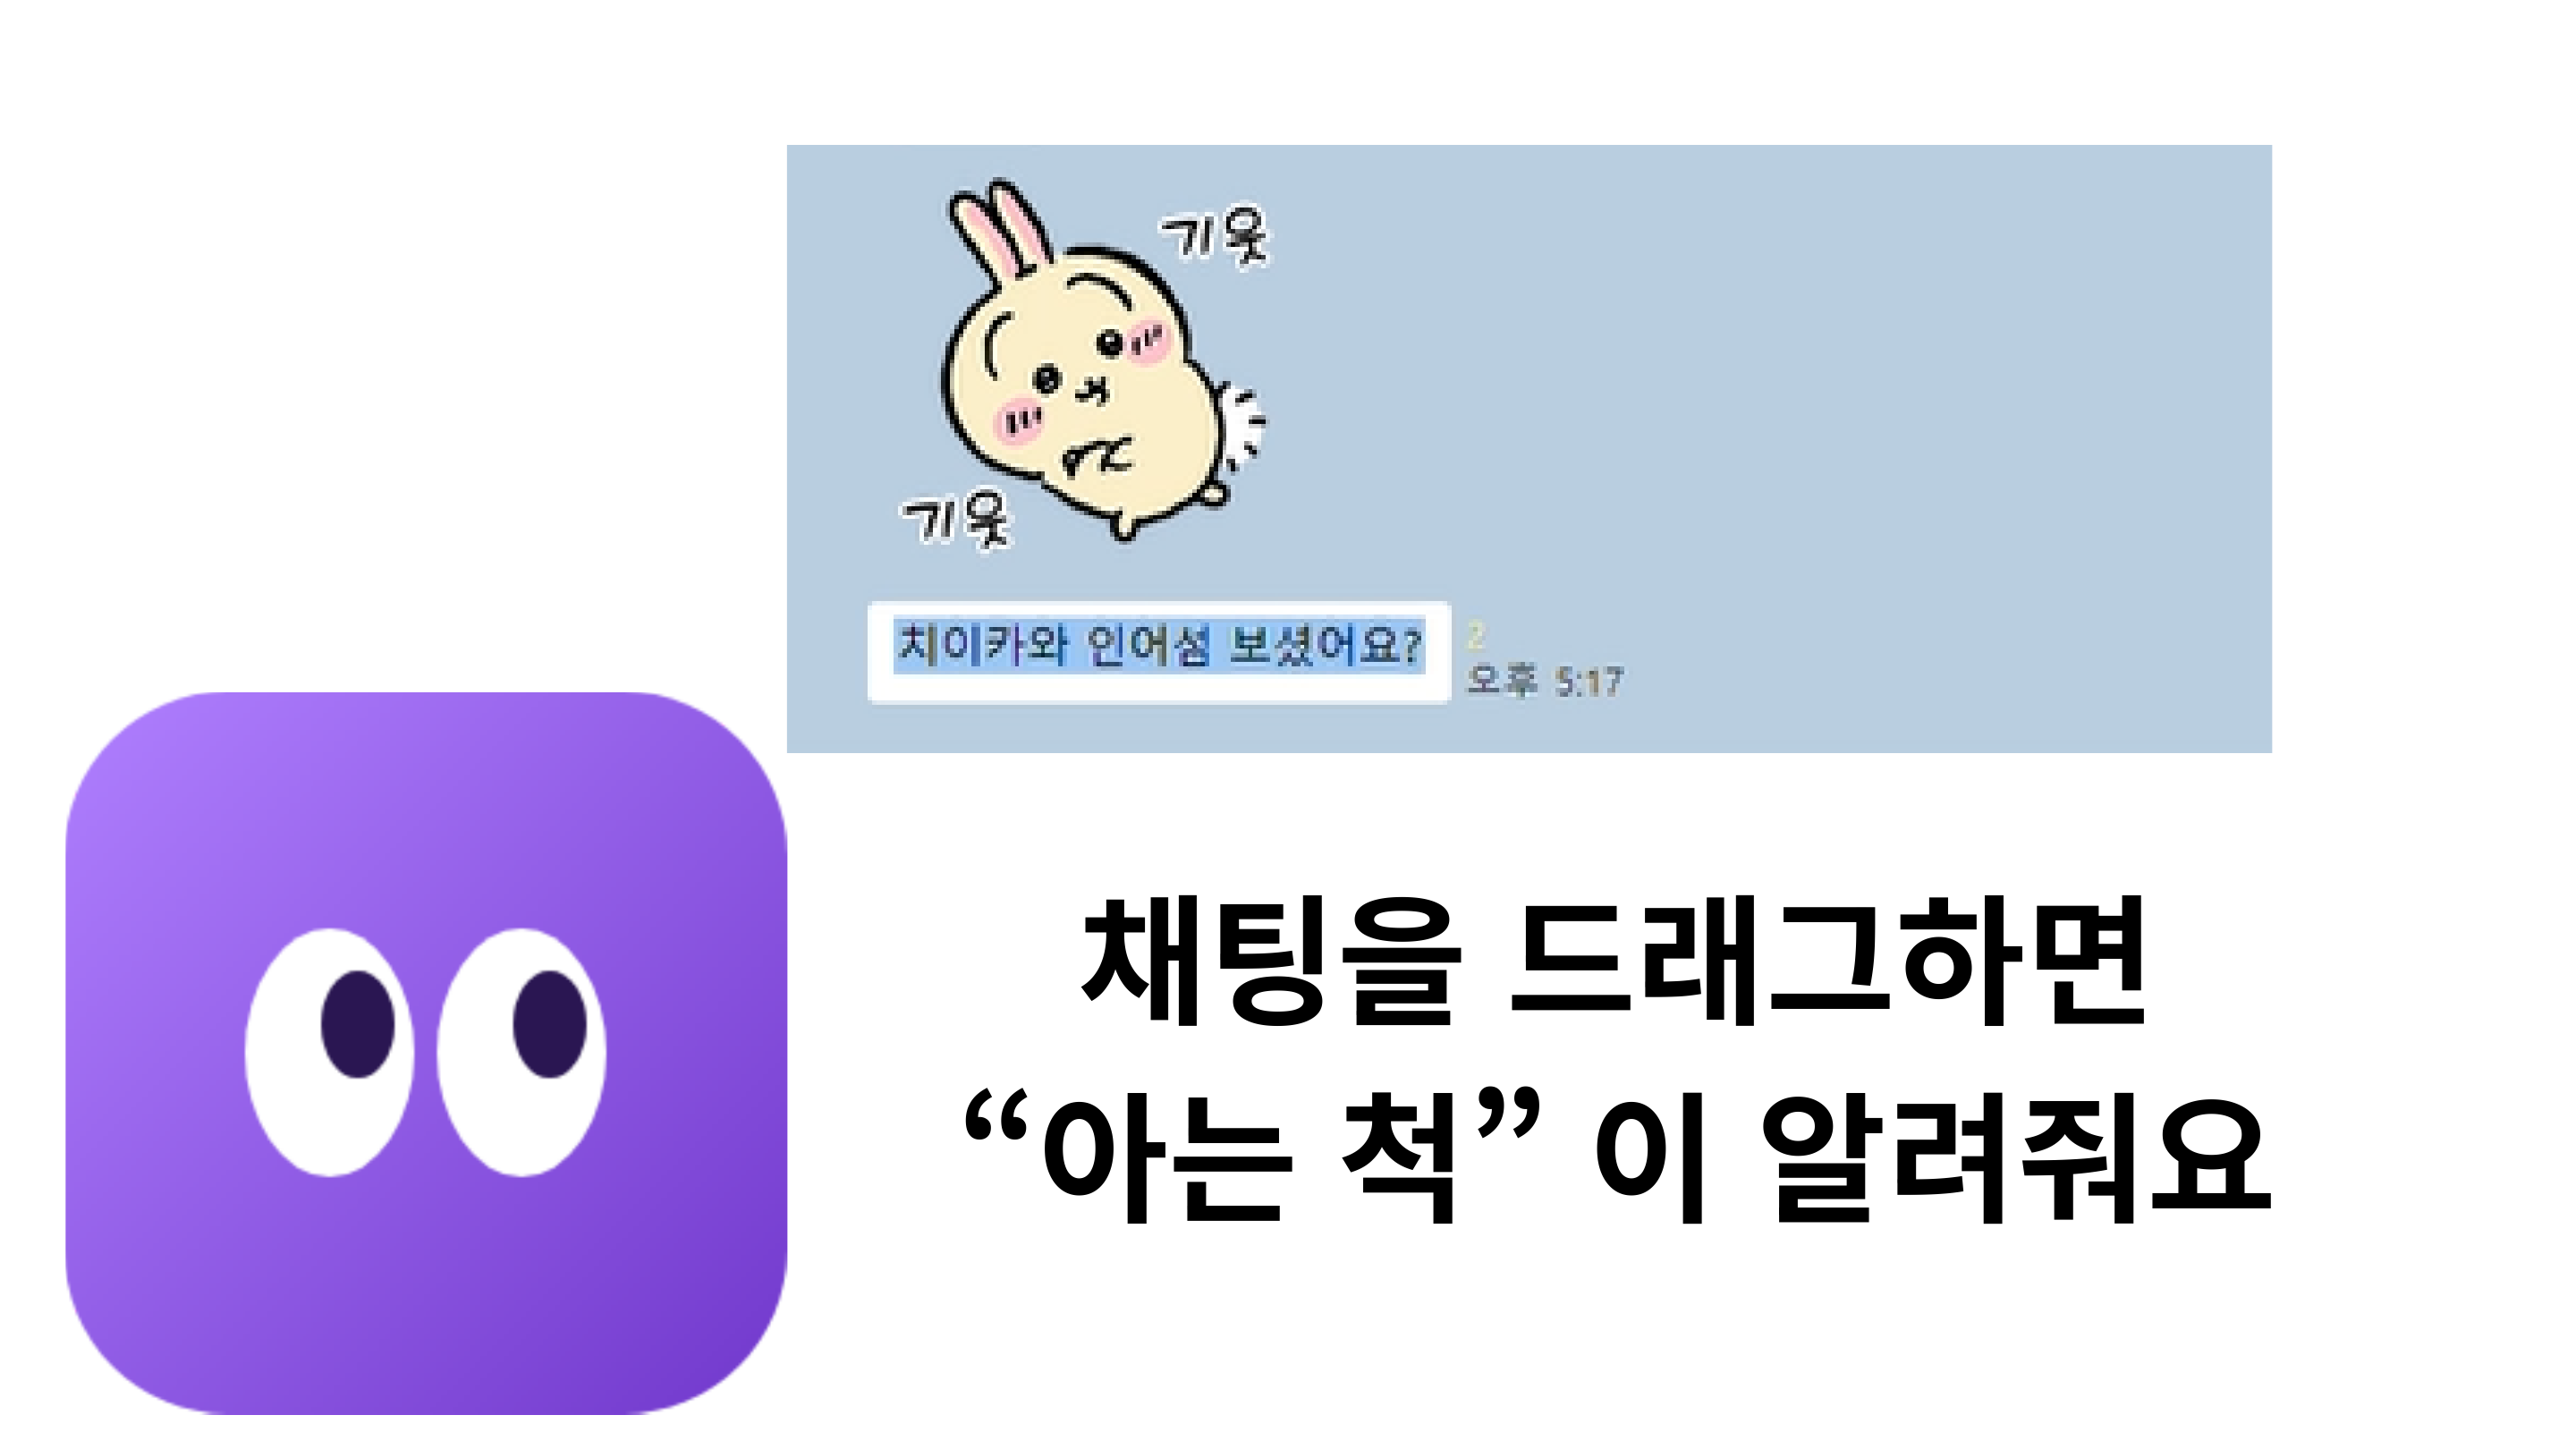 기웃
기웃
치이카와 인어섬 보셨어요?
2
오후 5:17
채팅을 드래그하면
“아는 척” 이 알려줘요